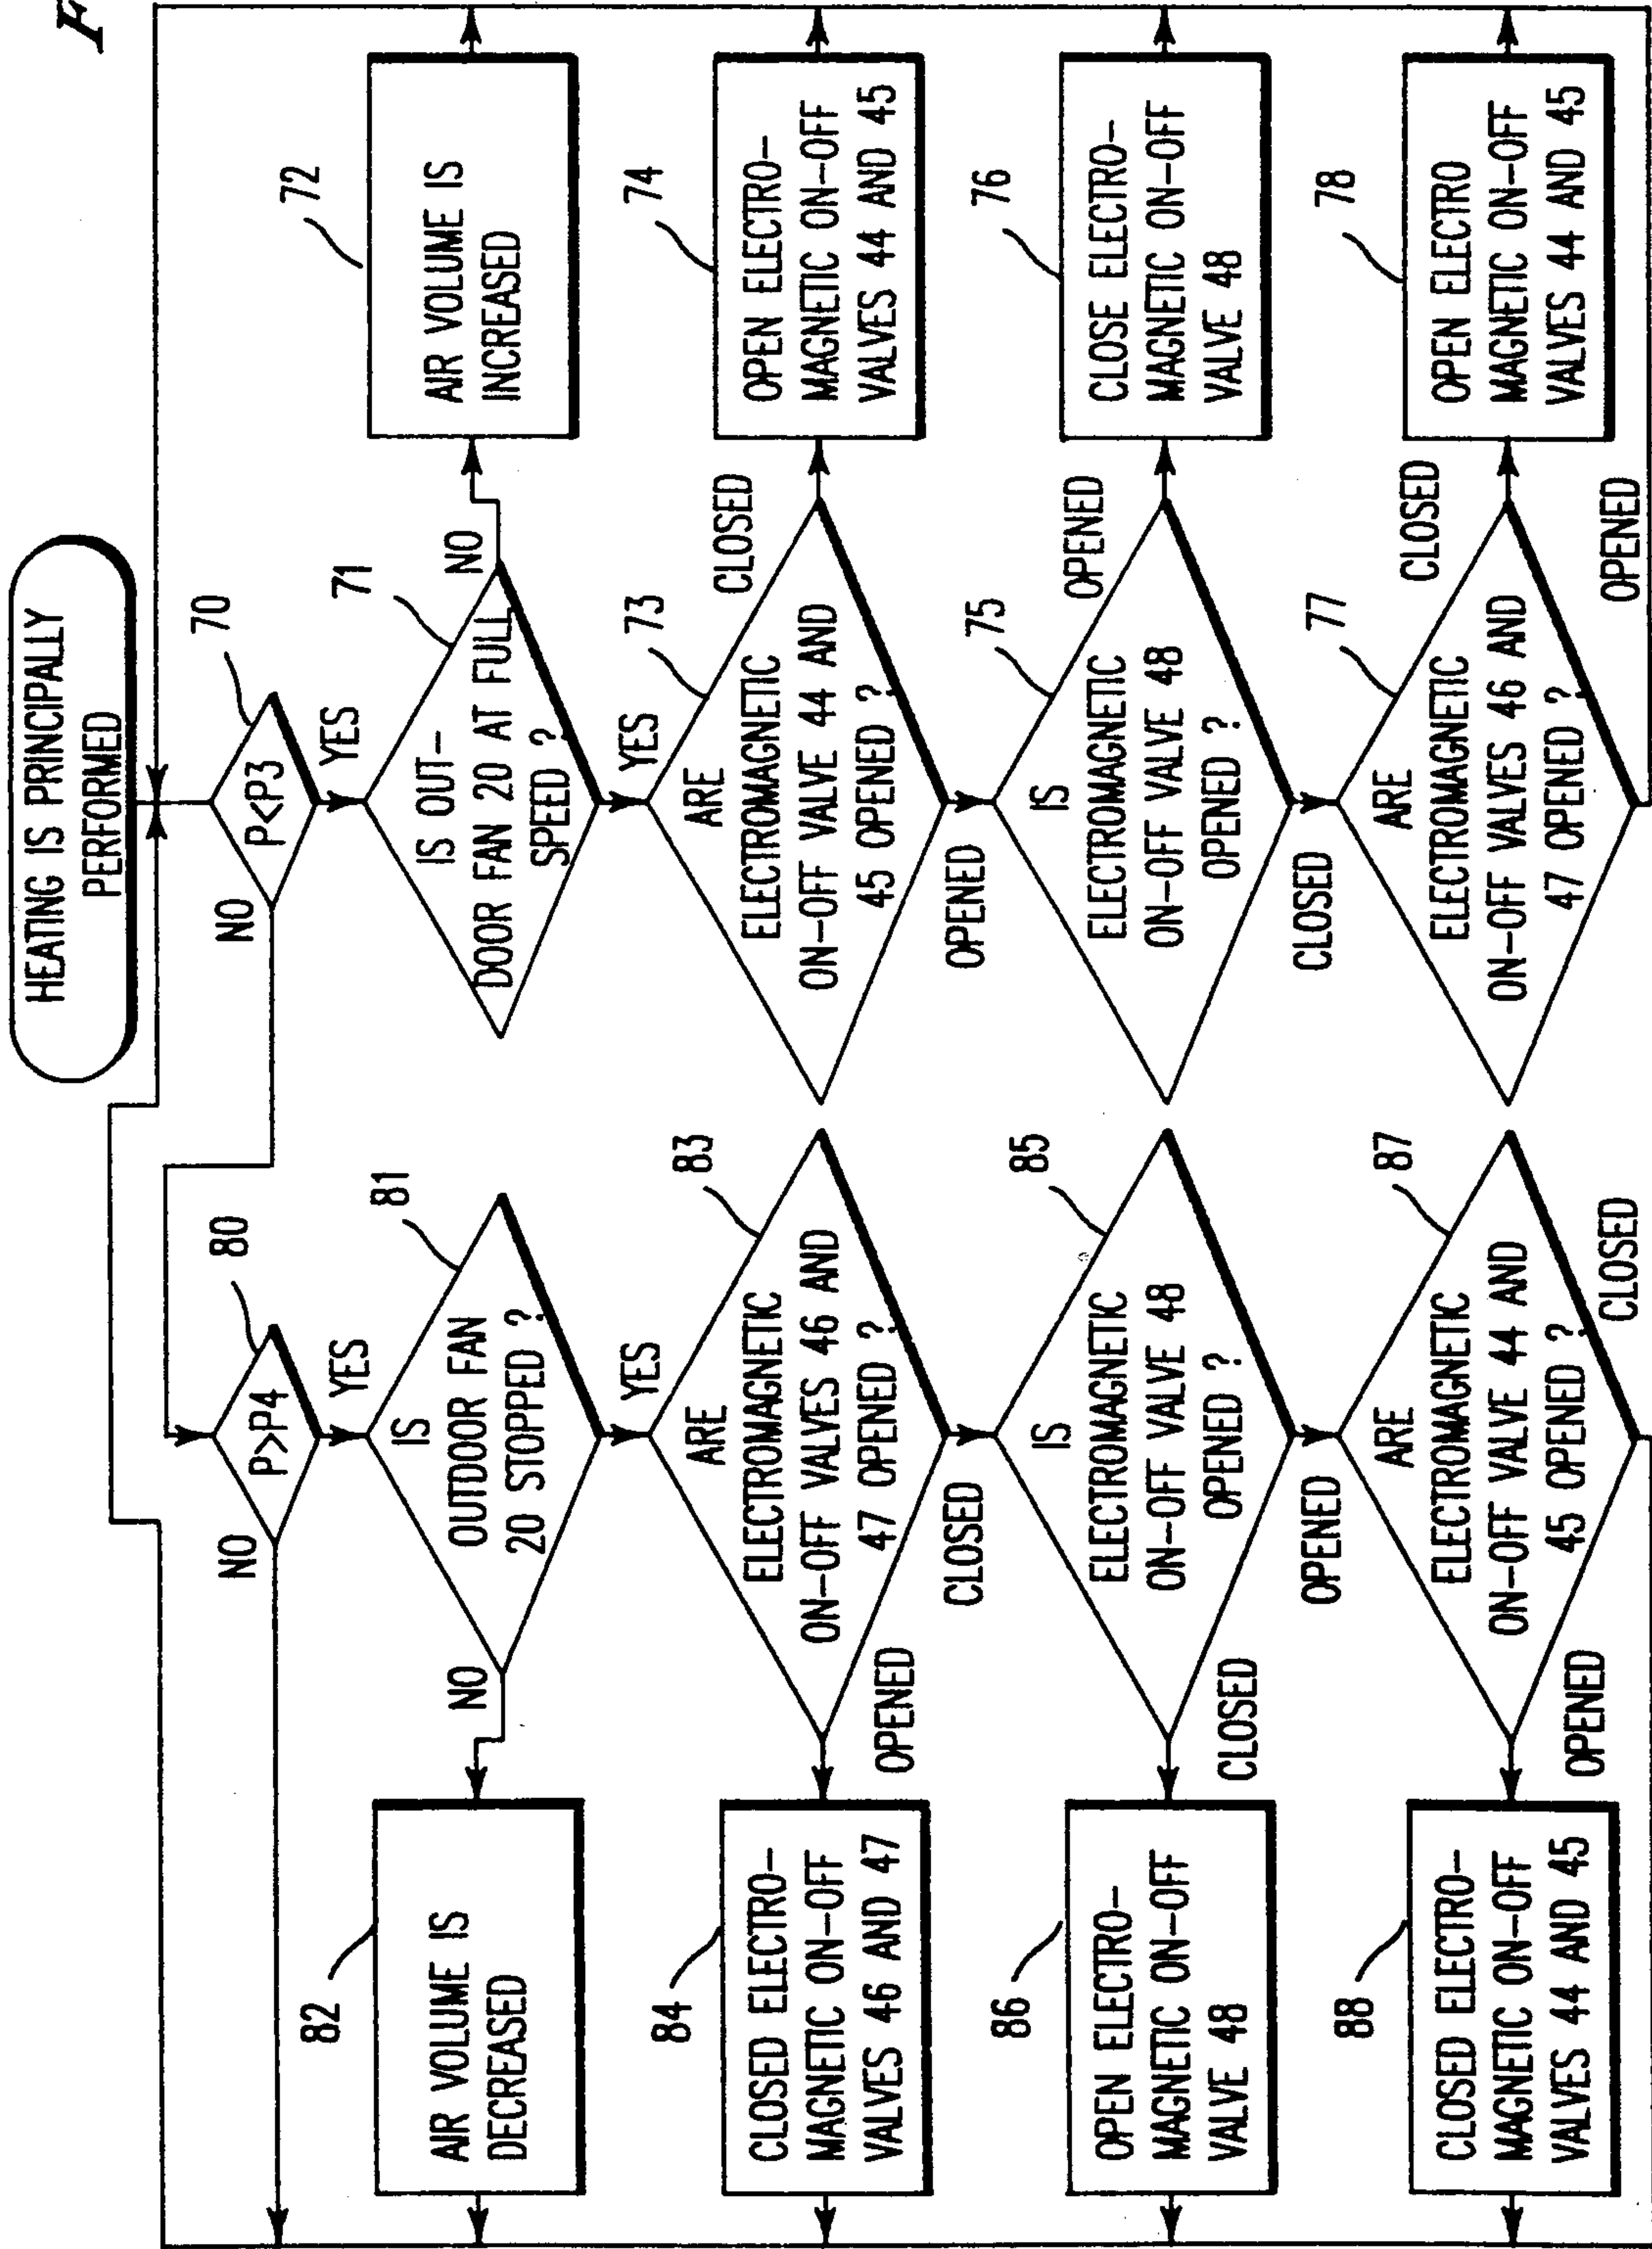 F
HEATING IS PRINCIPALLY
PERFORMED
70
P<P3
NO
YES
71
IS OUT-
DOOR FAN 20 AT FULL
SPEED ?
NO
YES
72
AIR VOLUME IS
INCREASED
73
ARE
ELECTROMAGNETIC
ON-OFF VALVE 44 AND
45 OPENED ?
CLOSED
OPENED
74
OPEN ELECTRO-
MAGNETIC ON-OFF
VALVES 44 AND 45
75
IS
ELECTROMAGNETIC
ON-OFF VALVE 48
OPENED ?
OPENED
CLOSED
76
CLOSE ELECTRO-
MAGNETIC ON-OFF
VALVE 48
77
ARE
ELECTROMAGNETIC
ON-OFF VALVES 46 AND
47 OPENED ?
CLOSED
OPENED
78
OPEN ELECTRO
MAGNETIC ON-OFF
VALVES 44 AND 45
80
P>P4
NO
YES
81
IS
OUTDOOR FAN
20 STOPPED ?
NO
YES
82
AIR VOLUME IS
DECREASED
83
ARE
ELECTROMAGNETIC
ON-OFF VALVES 46 AND
47 OPENED ?
OPENED
CLOSED
84
CLOSED ELECTRO-
MAGNETIC ON-OFF
VALVES 46 AND 47
85
IS
ELECTROMAGNETIC
ON-OFF VALVE 48
OPENED ?
CLOSED
OPENED
86
OPEN ELECTRO-
MAGNETIC ON-OFF
VALVE 48
87
ARE
ELECTROMAGNETIC
ON-OFF VALVE 44 AND
45 OPENED ?
OPENED
CLOSED
88
CLOSED ELECTRO-
MAGNETIC ON-OFF
VALVES 44 AND 45